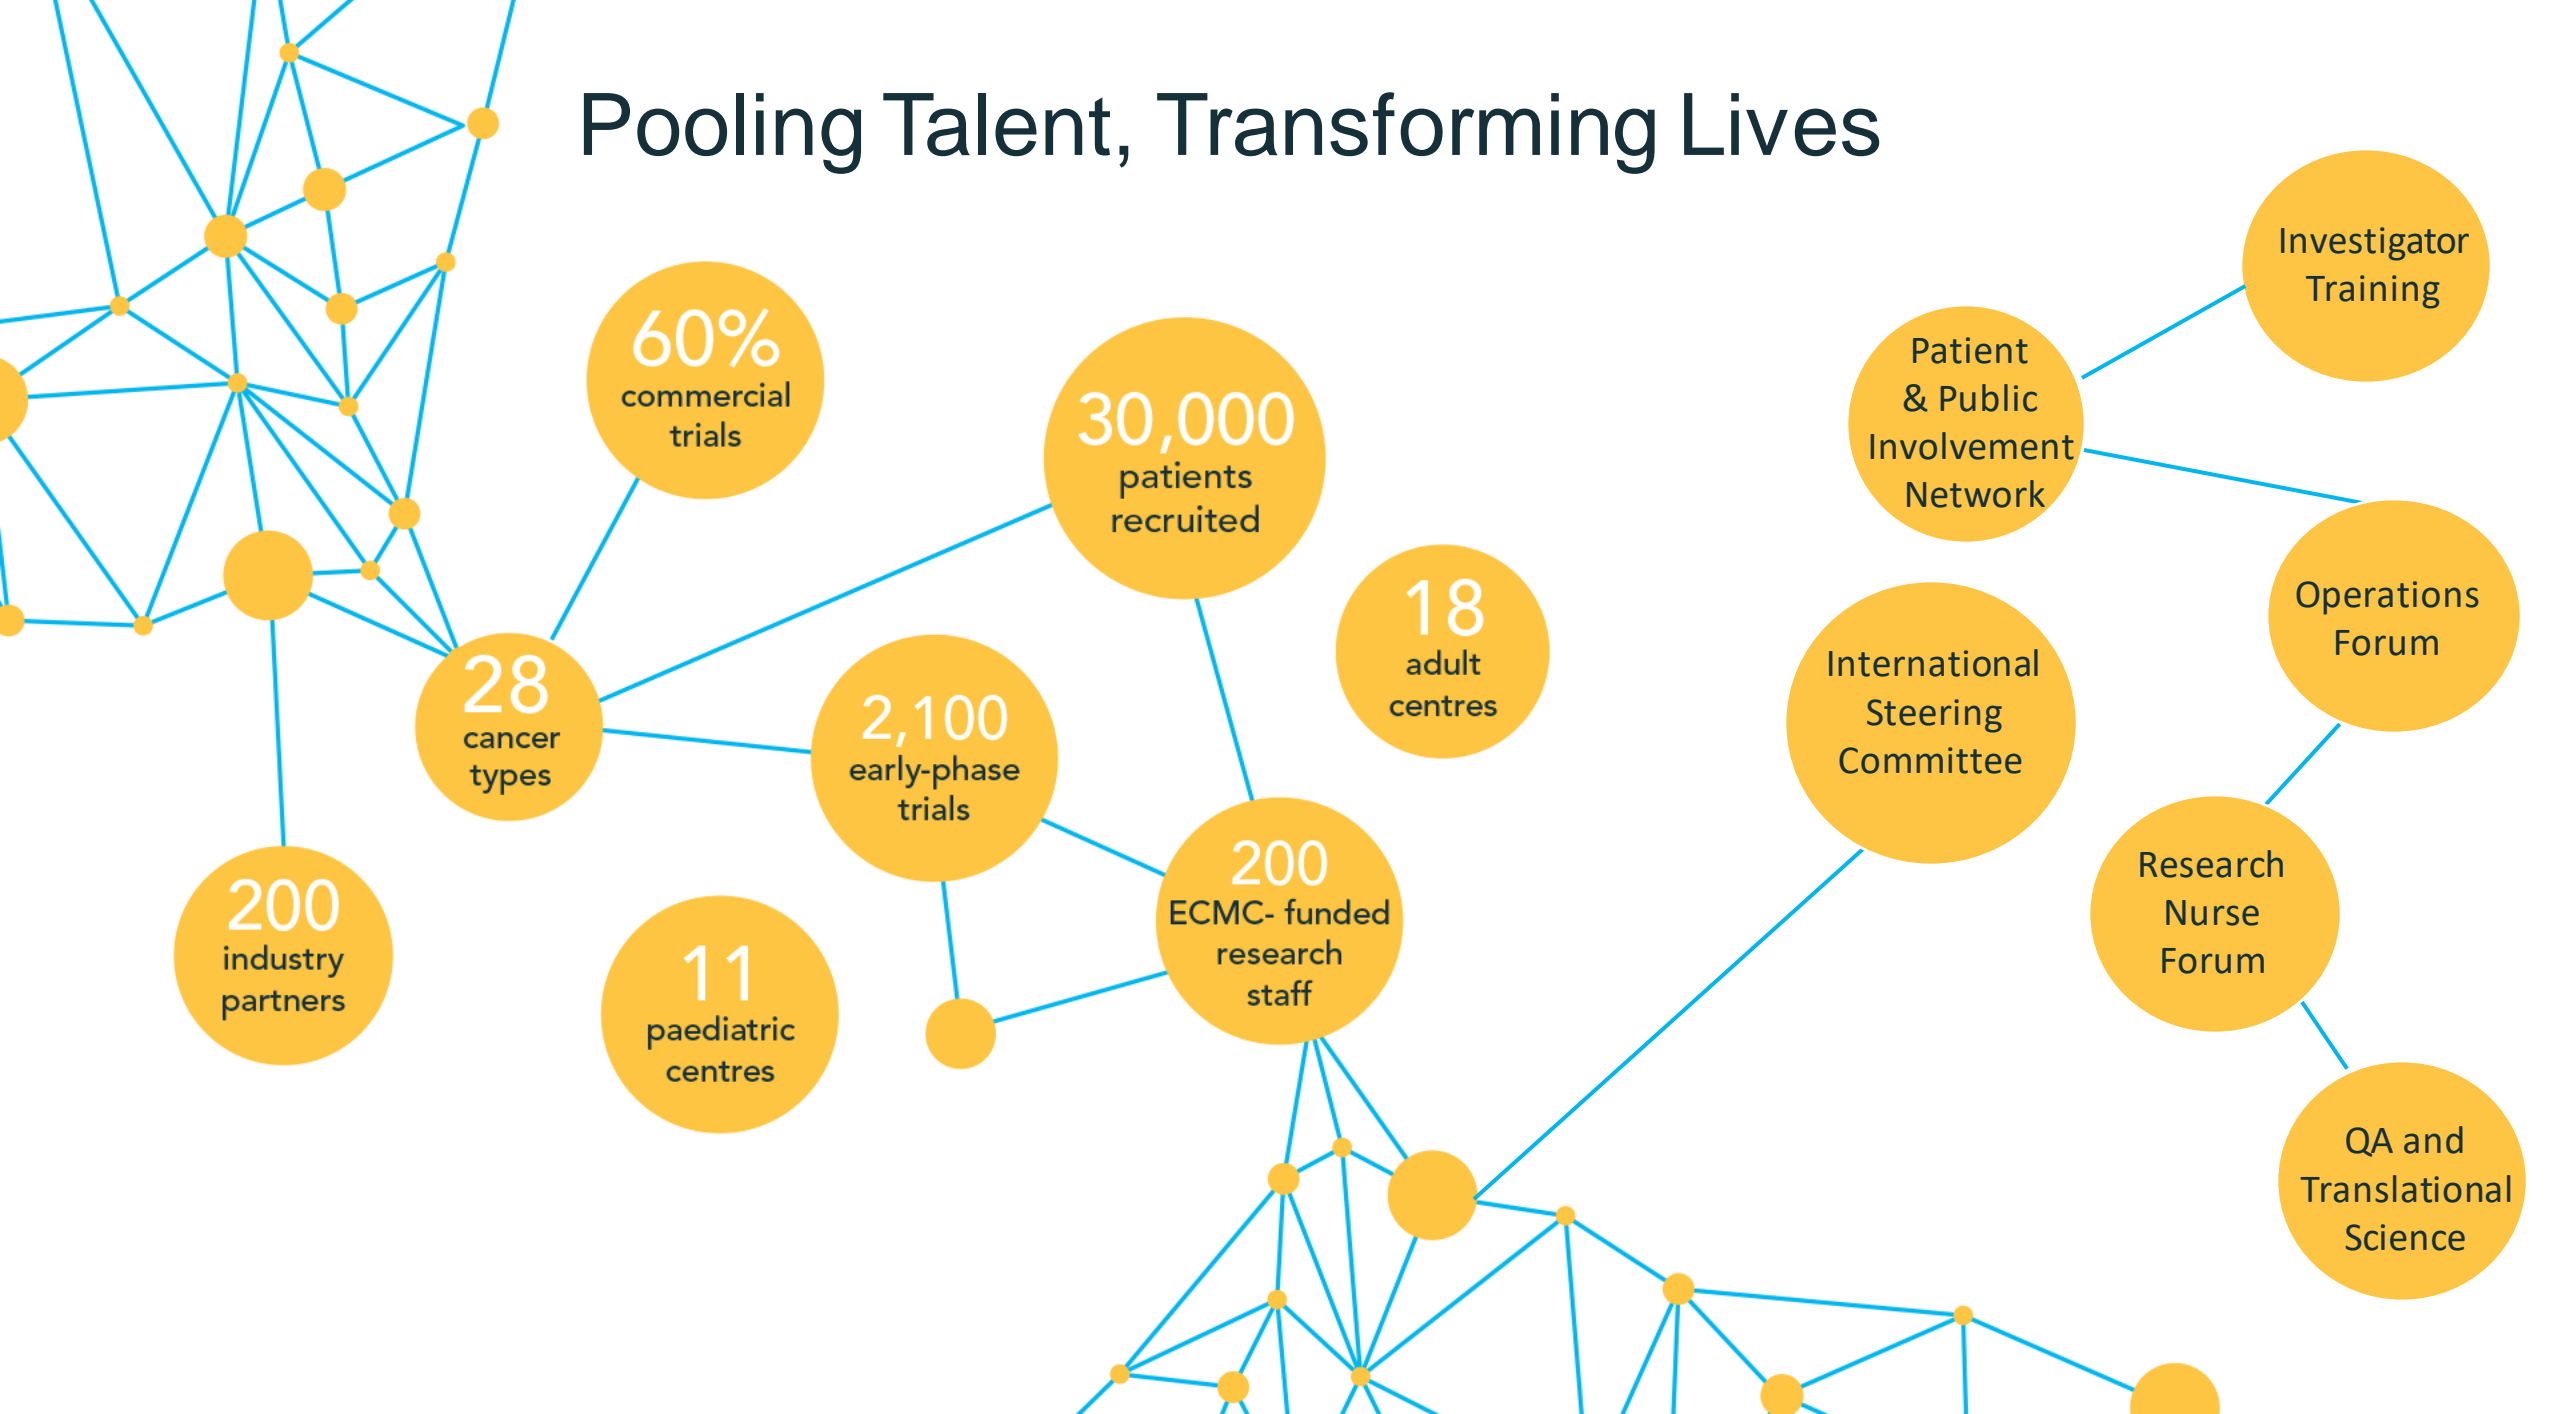 Pooling Talent, Transforming Lives
60%
commercial
trials
30,000
patients
recruited
18
adult
centres
28
cancer
types
2,100
early-phase
trials
200
industry
partners
11
paediatric
centres
200
ECMC- funded
research
staff
Investigator
Training
Patient
& Public
Involvement
Network
Operations
Forum
International
Steering
Committee
Research
Nurse
Forum
QA and
Translational
Science